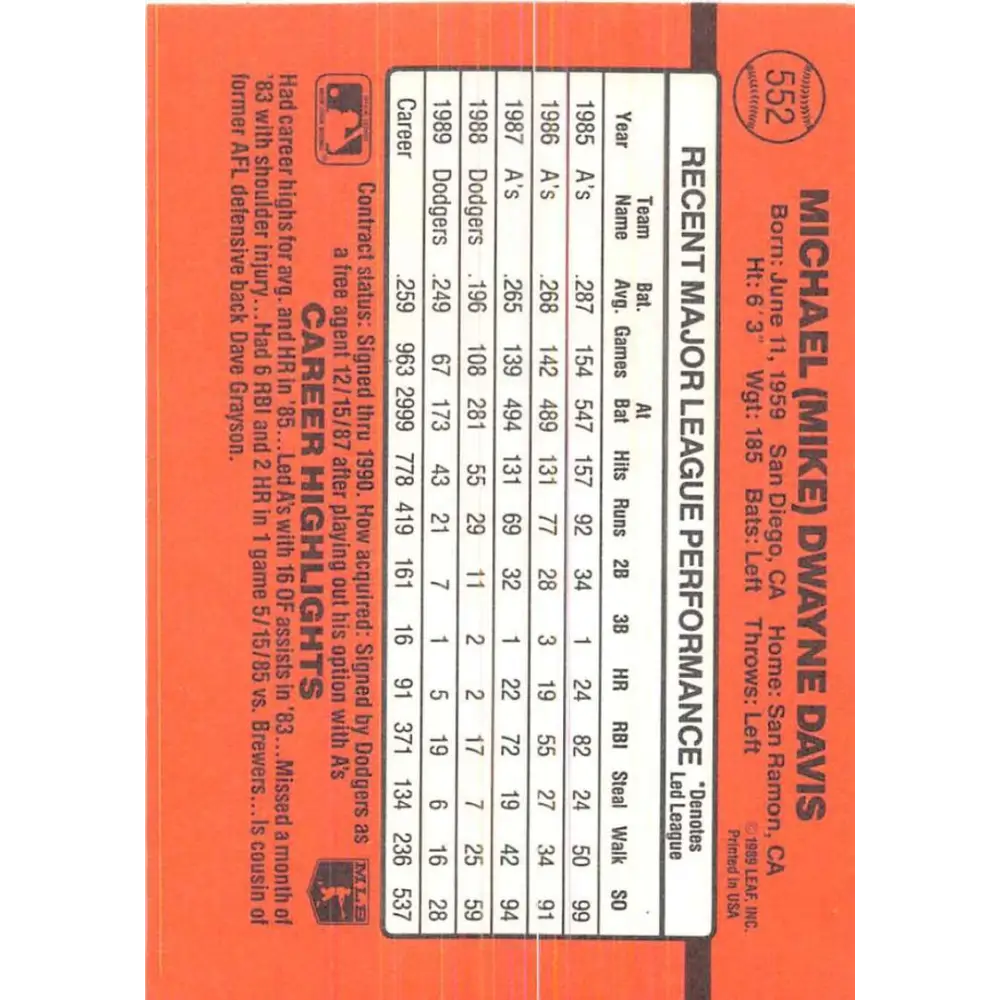 552
MICHAEL (MIKE) DWAYNE DAVIS
Born: June 11, 1959 San Diego, CA Home: San Ramon, CA
Ht: 6'3" Wgt: 185 Bats: Left Throws: Left
©1989 LEAF, INC.
Printed in USA
RECENT MAJOR LEAGUE PERFORMANCE *Denotes Led League
Year Team Name Bat. Avg. Games At Bat Hits Runs 2B 3B HR RBI Steal Walk SO
1985 A's .287 154 547 157 92 34 1 24 82 24 50 99
1986 A's .268 142 489 131 77 28 3 19 55 27 34 91
1987 A's .265 139 494 131 69 32 1 22 72 19 42 94
1988 Dodgers .196 108 281 55 29 11 2 2 17 7 25 59
1989 Dodgers .249 67 173 43 21 7 1 5 19 6 16 28
Career .259 963 2999 778 419 161 16 91 371 134 236 537
Contract status: Signed thru 1990. How acquired: Signed by Dodgers as
a free agent 12/15/87 after playing out his option with A's
MLB
CAREER HIGHLIGHTS
Had career highs for avg. and HR in '85...Led A's with 16 OF assists in '83...Missed a month of
'83 with shoulder injury...Had 6 RBI and 2 HR in 1 game 5/15/85 vs. Brewers...Is cousin of
former AFL defensive back Dave Grayson.